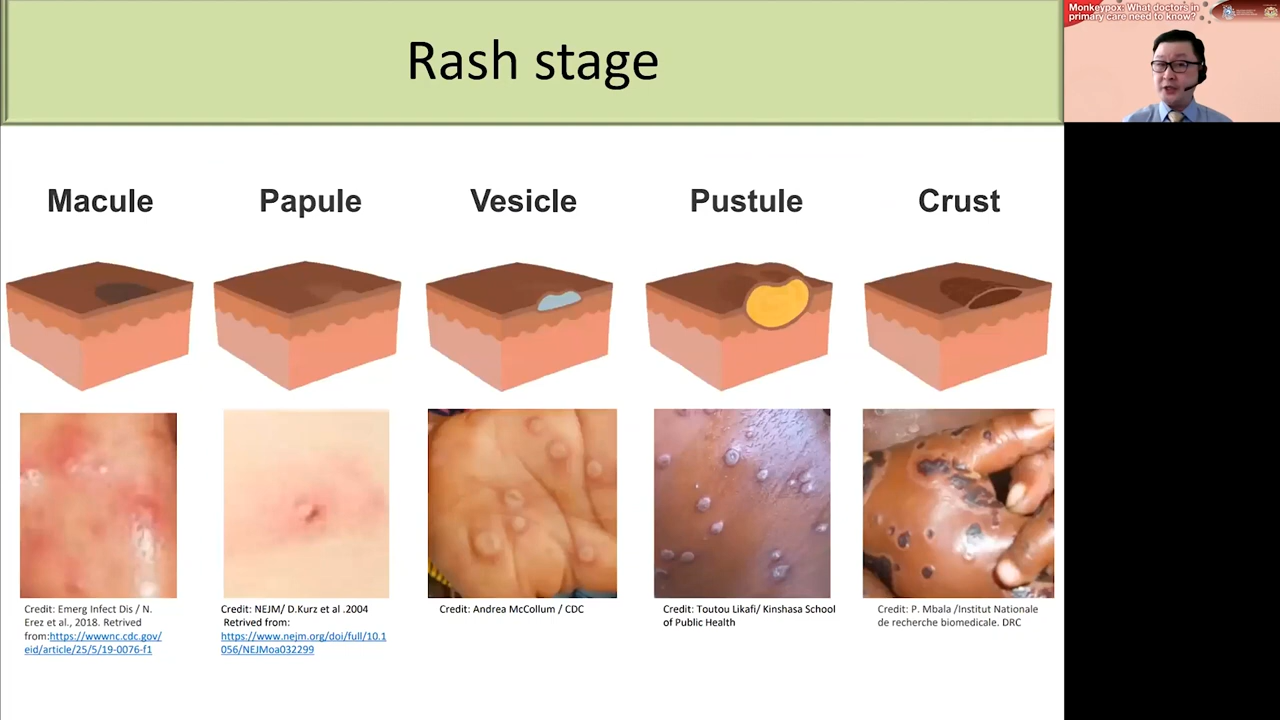 Rash stage
Monkeypox: What doctors in
primary care need to know?
Macule
Papule
Vesicle
Pustule
Crust
Credit: Emerg Infect Dis / N.
Erez et al., 2018. Retrived
from:https://wwwnc.cdc.gov/
eid/article/25/5/19-0076-f1
Credit: NEJM/ D.Kurz et al .2004
Retrived from:
https://www.nejm.org/doi/full/10.1
056/NEJMoa032299
Credit: Andrea McCollum / CDC
Credit: Toutou Likafi/ Kinshasa School
of Public Health
Credit: P. Mbala /Institut Nationale
de recherche biomedicale. DRC